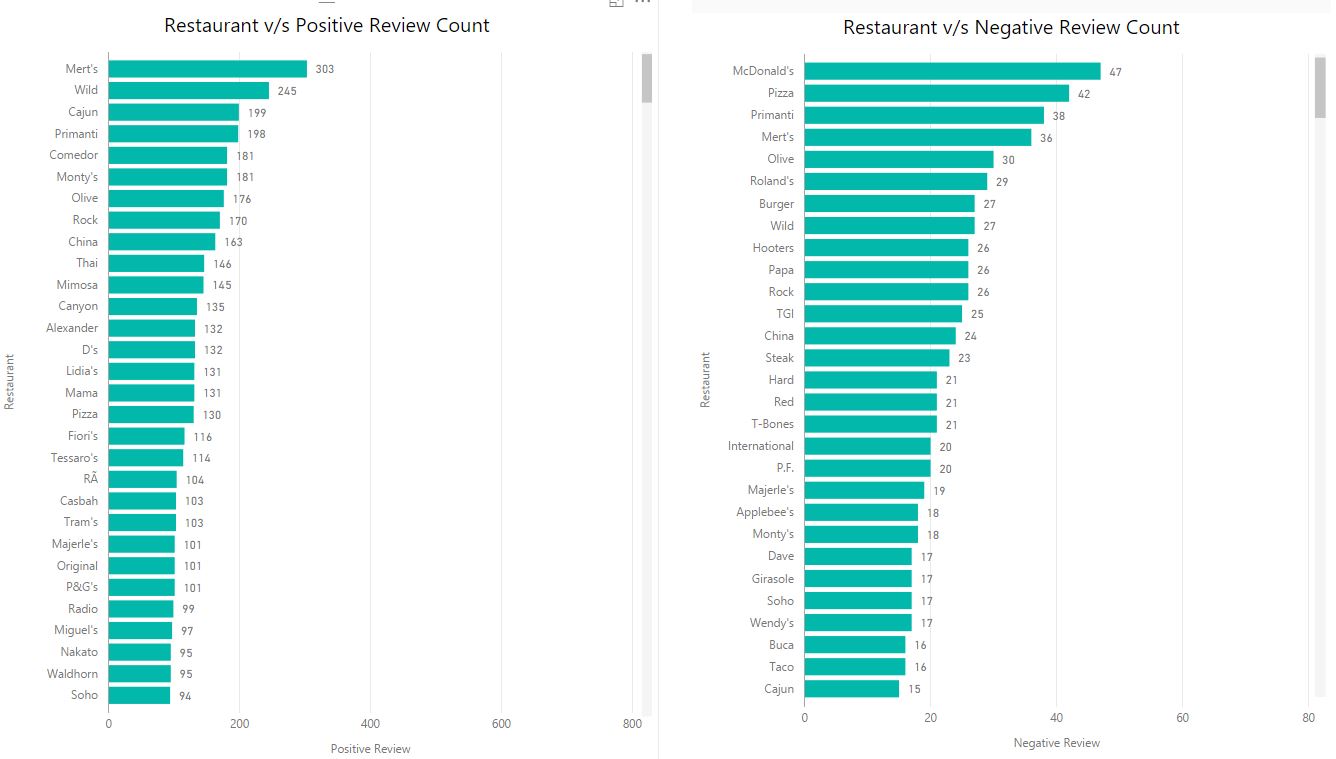 Restaurant v/s Positive Review Count
Mert's 303
Wild 245
Cajun 199
Primanti 198
Comedor 181
Monty's 181
Olive 176
Rock 170
China 163
Thai 146
Mimosa 145
Canyon 135
Alexander 132
D's 132
Lidia's 131
Mama 131
Pizza 130
Fiori's 116
Tessaro's 114
RÃ 104
Casbah 103
Tram's 103
Majerle's 101
Original 101
P&G's 101
Radio 99
Miguel's 97
Nakato 95
Waldhorn 95
Soho 94
Restaurant
0 200 400 600 800
Positive Review
Restaurant v/s Negative Review Count
McDonald's 47
Pizza 42
Primanti 38
Mert's 36
Olive 30
Roland's 29
Burger 27
Wild 27
Hooters 26
Papa 26
Rock 26
TGI 25
China 24
Steak 23
Hard 21
Red 21
T-Bones 21
International 20
P.F. 20
Majerle's 19
Applebee's 18
Monty's 18
Dave 17
Girasole 17
Soho 17
Wendy's 17
Buca 16
Taco 16
Cajun 15
Restaurant
0 20 40 60 80
Negative Review